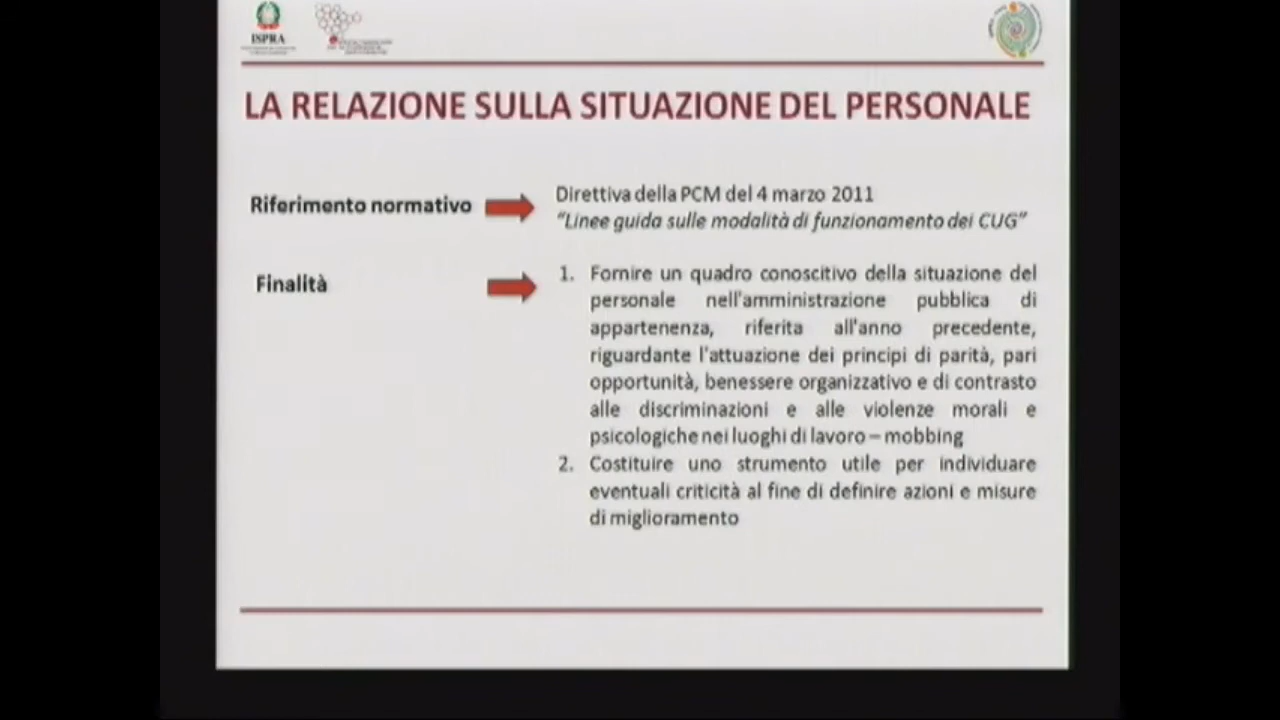 ISPRA
LA RELAZIONE SULLA SITUAZIONE DEL PERSONALE
Riferimento normativo
Direttiva della PCM del 4 marzo 2011
"Linee guida sulle modalità di funzionamento dei CUG"
Finalità
1. Fornire un quadro conoscitivo della situazione del
personale nell'amministrazione pubblica di
appartenenza, riferita all'anno precedente,
riguardante l'attuazione dei principi di parità, pari
opportunità, benessere organizzativo e di contrasto
alle discriminazioni e alle violenze morali e
psicologiche nei luoghi di lavoro – mobbing
2. Costituire uno strumento utile per individuare
eventuali criticità al fine di definire azioni e misure
di miglioramento